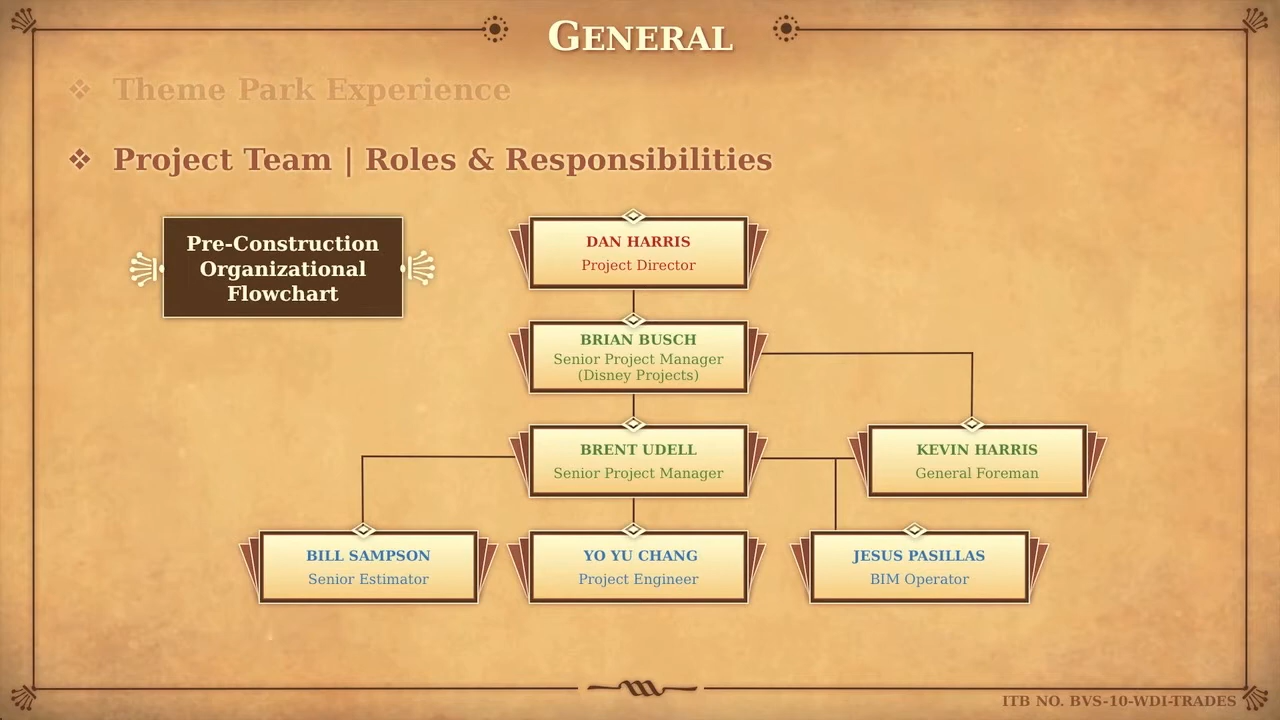 GENERAL
❖ Theme Park Experience
❖ Project Team | Roles & Responsibilities
Pre-Construction
Organizational
Flowchart
DAN HARRIS
Project Director
BRIAN BUSCH
Senior Project Manager
(Disney Projects)
BRENT UDELL
Senior Project Manager
KEVIN HARRIS
General Foreman
BILL SAMPSON
Senior Estimator
YO YU CHANG
Project Engineer
JESUS PASILLAS
BIM Operator
ITB NO. BVS-10-WDI-TRADES